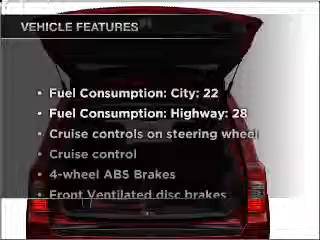 VEHICLE FEATURES
• Fuel Consumption: City: 22
• Fuel Consumption: Highway: 28
• Cruise controls on steering wheel
• Cruise control
• 4-wheel ABS Brakes
• Front Ventilated disc brakes